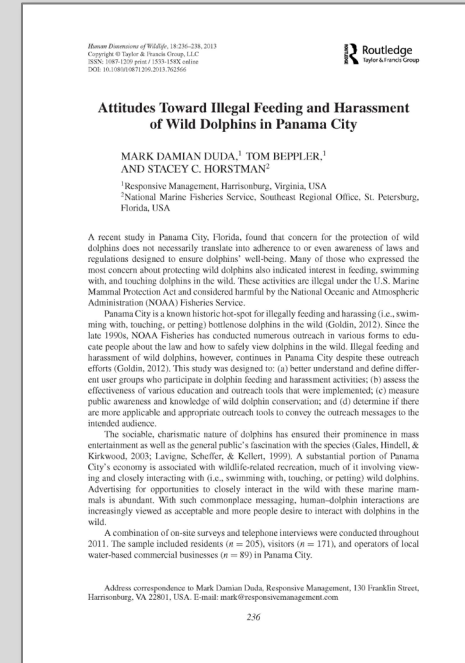 Human Dimensions of Wildlife, 18:236–238, 2013
Copyright © Taylor & Francis Group, LLC
ISSN: 1087-1209 print / 1533-158X online
DOI: 10.1080/10871209.2013.762566
Routledge
Taylor & Francis Group
Attitudes Toward Illegal Feeding and Harassment
of Wild Dolphins in Panama City
MARK DAMIAN DUDA,¹ TOM BEPPLER,¹
AND STACEY C. HORSTMAN²
¹Responsive Management, Harrisonburg, Virginia, USA
²National Marine Fisheries Service, Southeast Regional Office, St. Petersburg,
Florida, USA
A recent study in Panama City, Florida, found that concern for the protection of wild
dolphins does not necessarily translate into adherence to or even awareness of laws and
regulations designed to ensure dolphins' well-being. Many of those who expressed the
most concern about protecting wild dolphins also indicated interest in feeding, swimming
with, and touching dolphins in the wild. These activities are illegal under the U.S. Marine
Mammal Protection Act and considered harmful by the National Oceanic and Atmospheric
Administration (NOAA) Fisheries Service.
Panama City is a known historic hot-spot for illegally feeding and harassing (i.e., swim-
ming with, touching, or petting) bottlenose dolphins in the wild (Goldin, 2012). Since the
late 1990s, NOAA Fisheries has conducted numerous outreach in various forms to edu-
cate people about the law and how to safely view dolphins in the wild. Illegal feeding and
harassment of wild dolphins, however, continues in Panama City despite these outreach
efforts (Goldin, 2012). This study was designed to: (a) better understand and define differ-
ent user groups who participate in dolphin feeding and harassment activities; (b) assess the
effectiveness of various education and outreach tools that were implemented; (c) measure
public awareness and knowledge of wild dolphin conservation; and (d) determine if there
are more applicable and appropriate outreach tools to convey the outreach messages to the
intended audience.
The sociable, charismatic nature of dolphins has ensured their prominence in mass
entertainment as well as the general public's fascination with the species (Gales, Hindell, &
Kirkwood, 2003; Lavigne, Scheffer, & Kellert, 1999). A substantial portion of Panama
City's economy is associated with wildlife-related recreation, much of it involving view-
ing and closely interacting with (i.e., swimming with, touching, or petting) wild dolphins.
Advertising for opportunities to closely interact in the wild with these marine mam-
mals is abundant. With such commonplace messaging, human–dolphin interactions are
increasingly viewed as acceptable and more people desire to interact with dolphins in the
wild.
A combination of on-site surveys and telephone interviews were conducted throughout
2011. The sample included residents (n = 205), visitors (n = 171), and operators of local
water-based commercial businesses (n = 89) in Panama City.
Address correspondence to Mark Damian Duda, Responsive Management, 130 Franklin Street,
Harrisonburg, VA 22801, USA. E-mail: mark@responsivemanagement.com
236